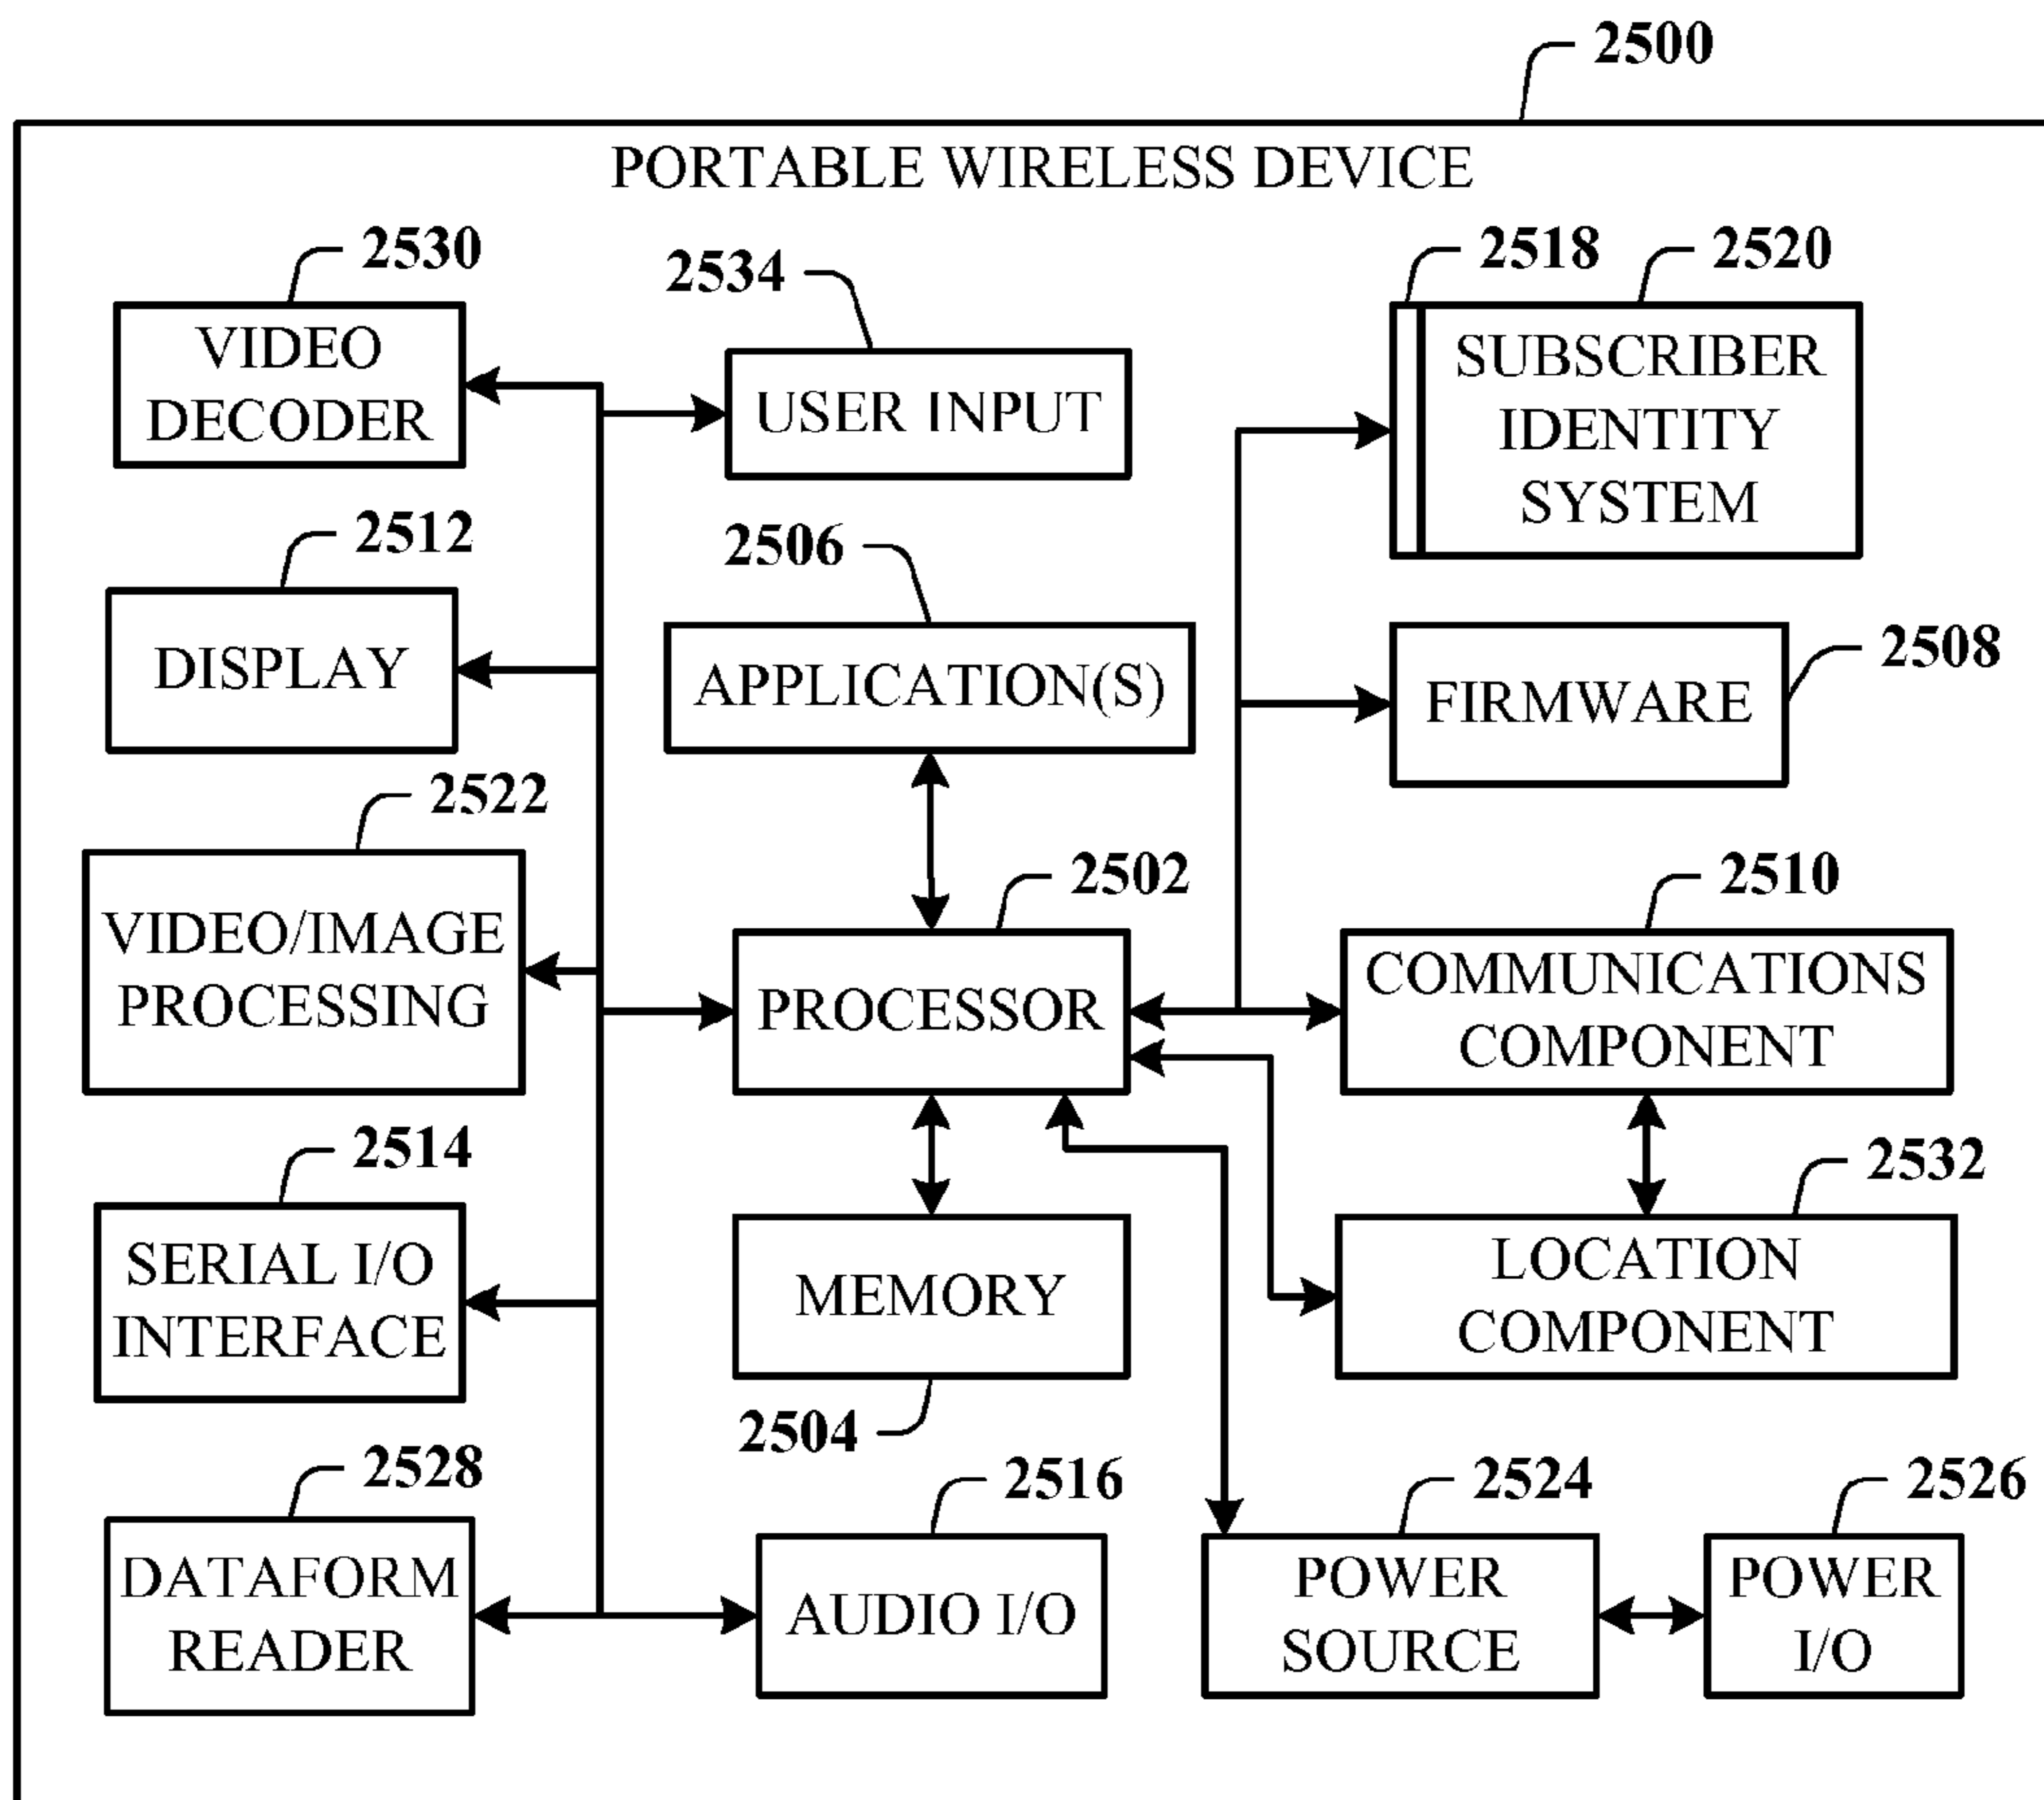 2500
PORTABLE WIRELESS DEVICE
2530
2534
2518
2520
VIDEO
DECODER
USER INPUT
SUBSCRIBER
IDENTITY
SYSTEM
2512
2506
DISPLAY
APPLICATION(S)
FIRMWARE
2508
2522
2502
2510
VIDEO/IMAGE
PROCESSING
PROCESSOR
COMMUNICATIONS
COMPONENT
2514
2532
SERIAL I/O
INTERFACE
MEMORY
LOCATION
COMPONENT
2504
2528
2516
2524
2526
DATAFORM
READER
AUDIO I/O
POWER
SOURCE
POWER
I/O